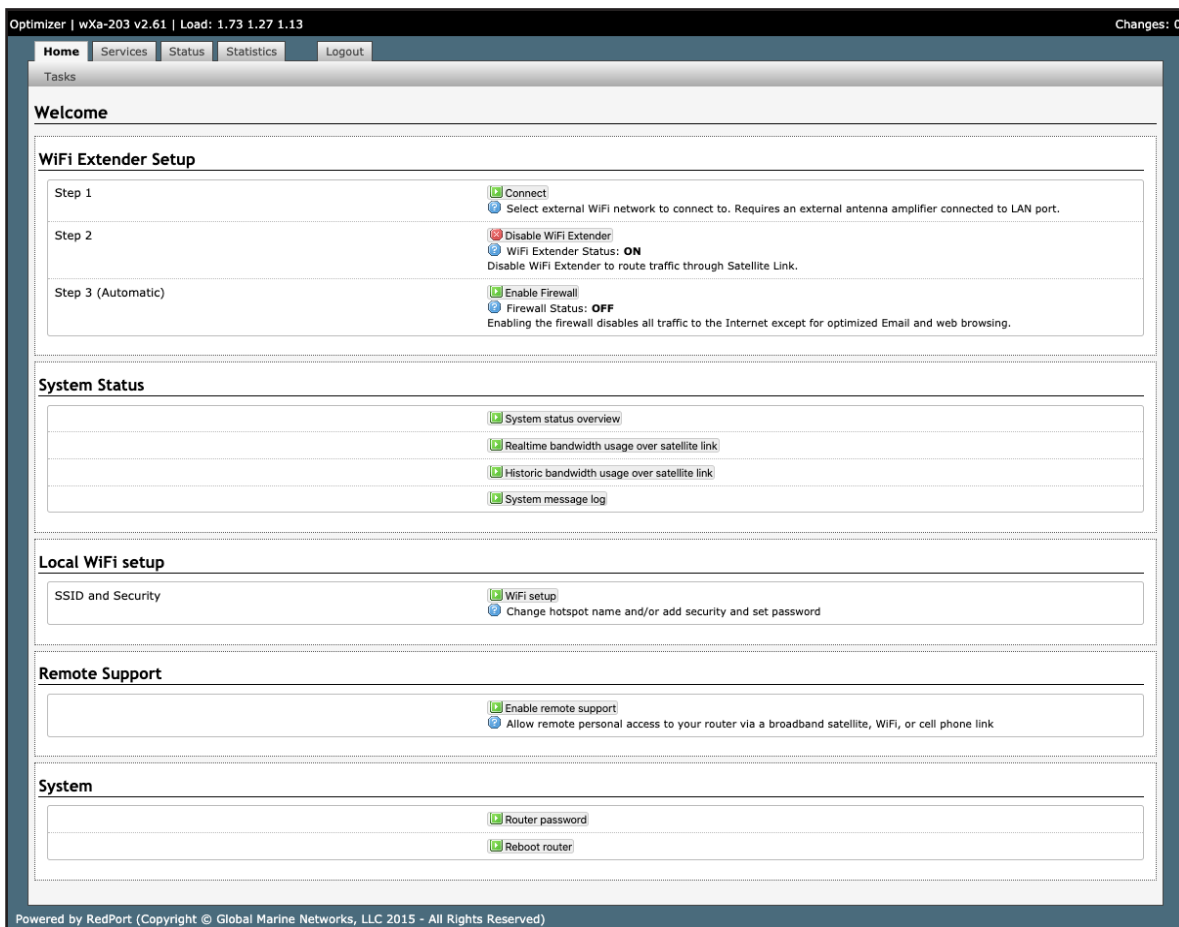 Optimizer | wXa-203 v2.61 | Load: 1.73 1.27 1.13 Changes: 0
Home Services Status Statistics Logout
Tasks
Welcome
WiFi Extender Setup
Step 1
Connect
Select external WiFi network to connect to. Requires an external antenna amplifier connected to LAN port.
Step 2
Disable WiFi Extender
WiFi Extender Status: ON
Disable WiFi Extender to route traffic through Satellite Link.
Step 3 (Automatic)
Enable Firewall
Firewall Status: OFF
Enabling the firewall disables all traffic to the Internet except for optimized Email and web browsing.
System Status
System status overview
Realtime bandwidth usage over satellite link
Historic bandwidth usage over satellite link
System message log
Local WiFi setup
SSID and Security
WiFi setup
Change hotspot name and/or add security and set password
Remote Support
Enable remote support
Allow remote personal access to your router via a broadband satellite, WiFi, or cell phone link
System
Router password
Reboot router
Powered by RedPort (Copyright © Global Marine Networks, LLC 2015 - All Rights Reserved)